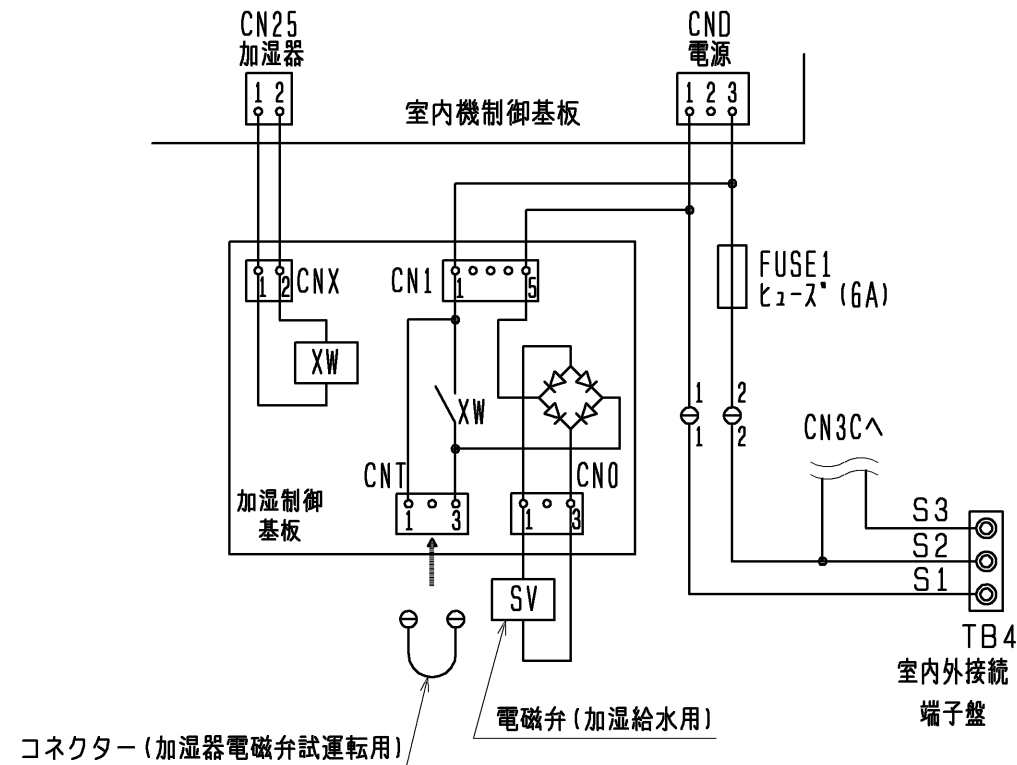 CN25
加湿器
1 2
CND
電源
1 2 3
室内機制御基板
CNX
1 2
CN1
1 5
FUSE1
ヒューズ(6A)
XW
XW
1 2
1 2
CN3Cへ
CNT
1 3
CNO
1 3
加湿制御
基板
S3
S2
S1
SV
TB4
室内外接続
端子盤
電磁弁(加湿給水用)
コネクター(加湿器電磁弁試運転用)